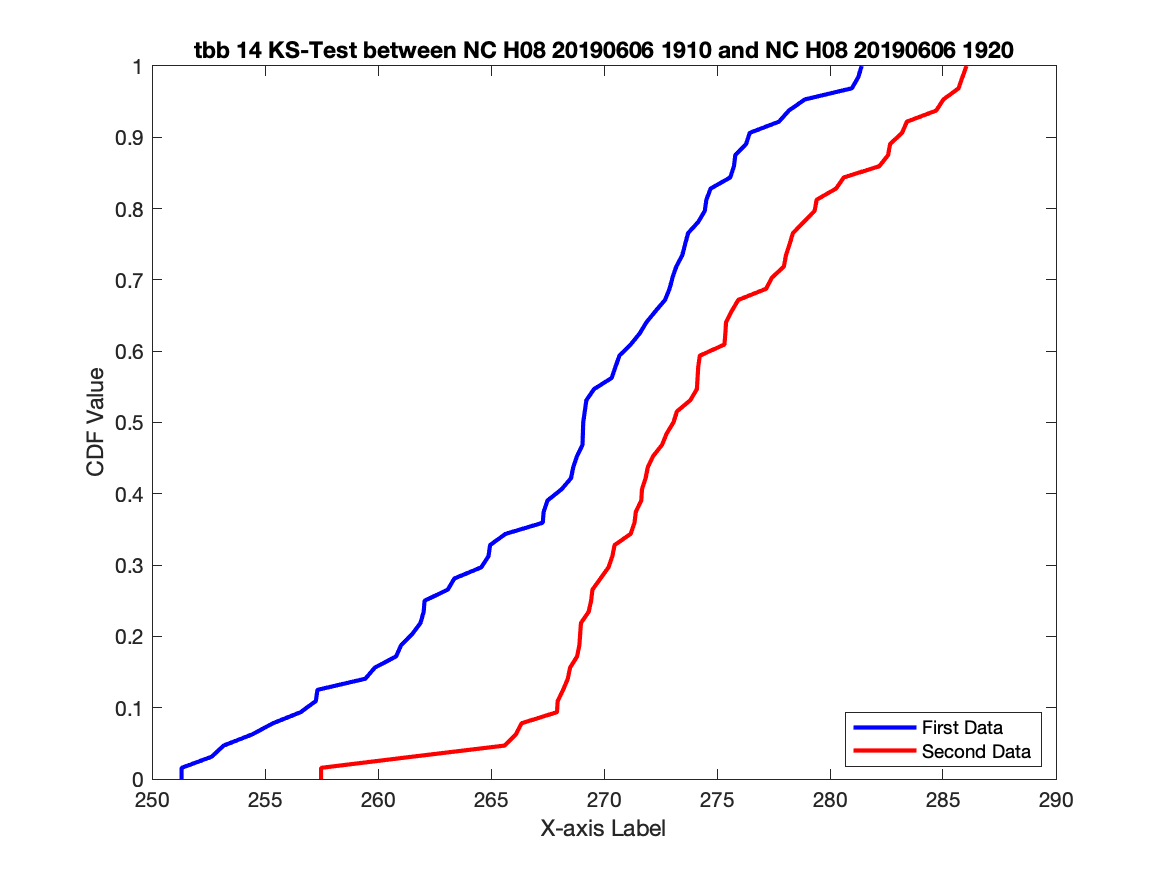 tbb 14 KS-Test between NC H08 20190606 1910 and NC H08 20190606 1920
1
0.9
0.8
0.7
0.6
0.5
0.4
0.3
0.2
0.1
0
CDF Value
250 255 260 265 270 275 280 285 290
X-axis Label
First Data
Second Data